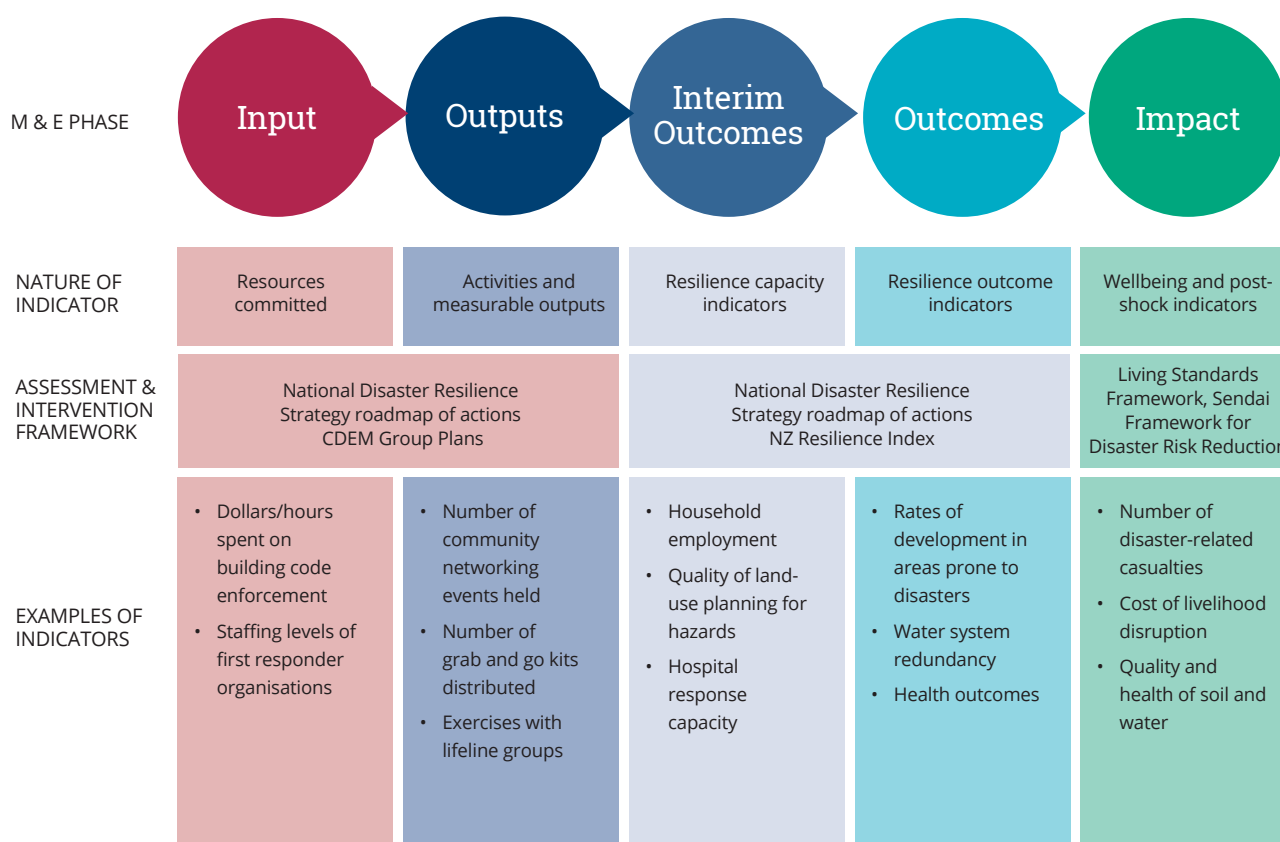 M & E PHASE
Input
Outputs
Interim
Outcomes
Outcomes
Impact
NATURE OF
INDICATOR
Resources
committed
Activities and
measurable outputs
Resilience capacity
indicators
Resilience outcome
indicators
Wellbeing and post-
shock indicators
ASSESSMENT &
INTERVENTION
FRAMEWORK
National Disaster Resilience
Strategy roadmap of actions
CDEM Group Plans
National Disaster Resilience
Strategy roadmap of actions
NZ Resilience Index
Living Standards
Framework, Sendai
Framework for
Disaster Risk Reduction
EXAMPLES OF
INDICATORS
• Dollars/hours
spent on
building code
enforcement
• Staffing levels of
first responder
organisations
• Number of
community
networking
events held
• Number of
grab and go kits
distributed
• Exercises with
lifeline groups
• Household
employment
• Quality of land-
use planning for
hazards
• Hospital
response
capacity
• Rates of
development in
areas prone to
disasters
• Water system
redundancy
• Health outcomes
• Number of
disaster-related
casualties
• Cost of livelihood
disruption
• Quality and
health of soil and
water